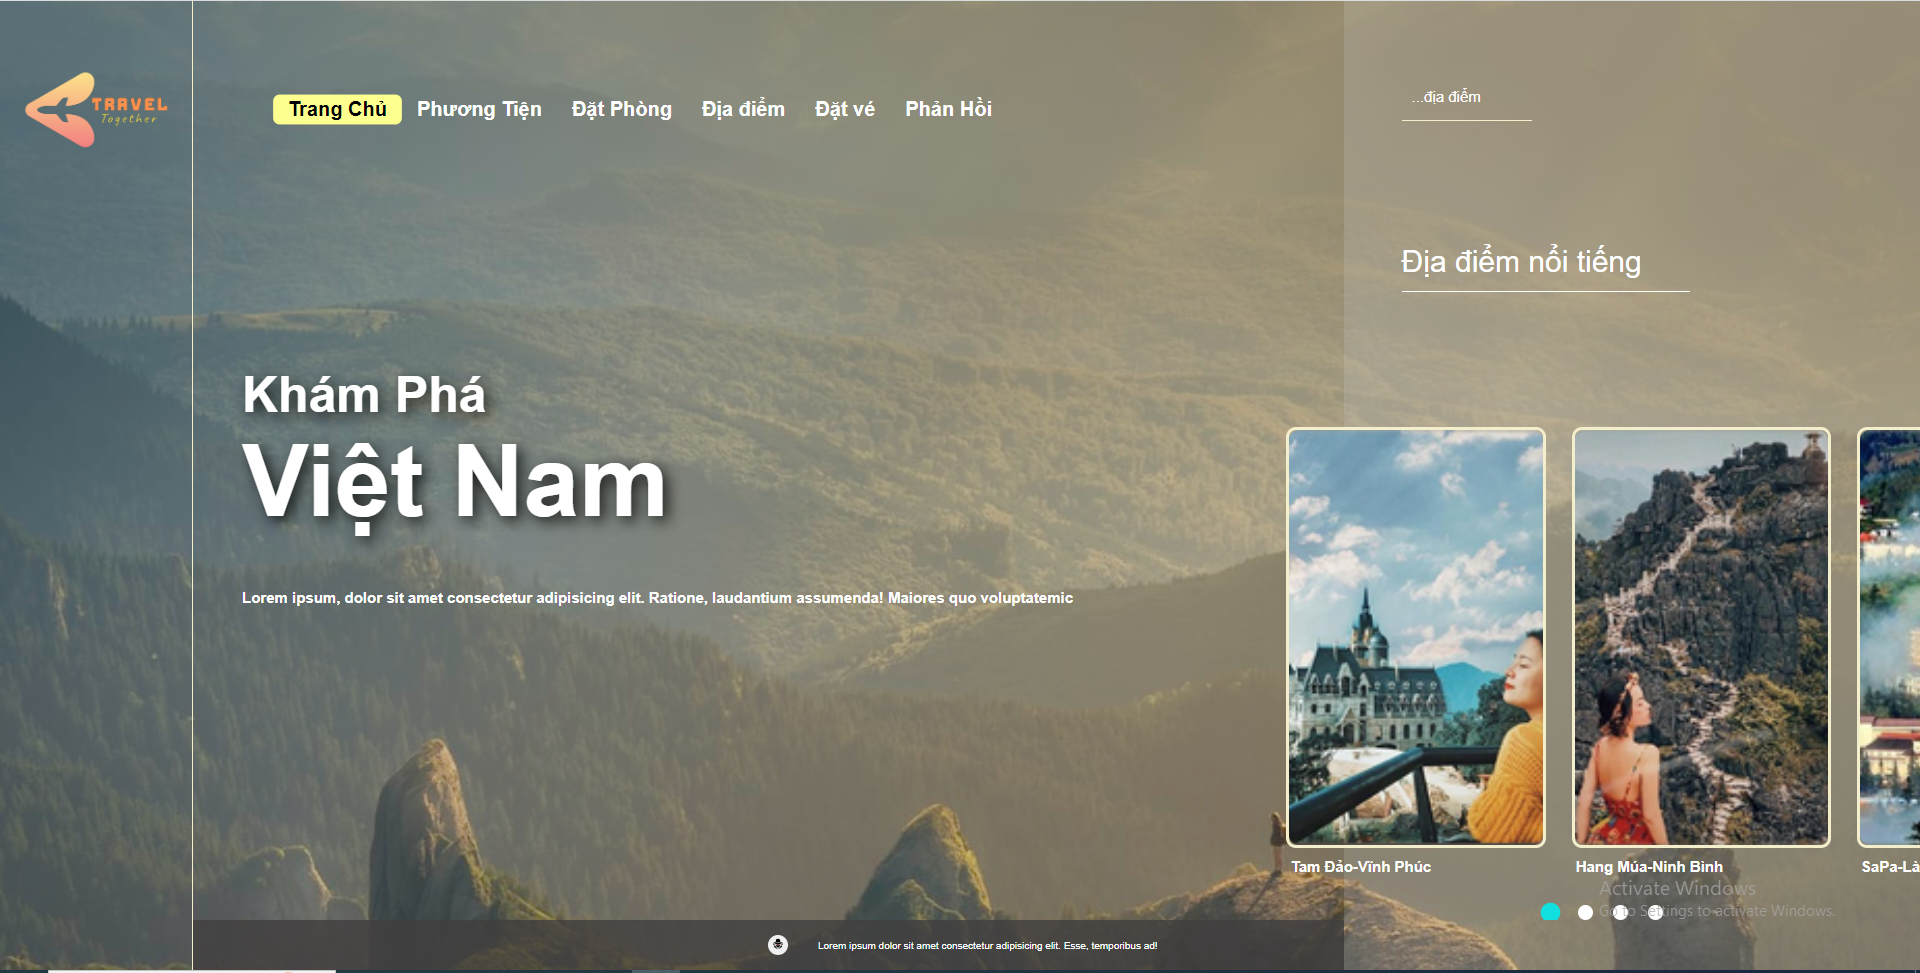 TRAVEL
Together
Trang Chủ
Phương Tiện
Đặt Phòng
Địa điểm
Đặt vé
Phản Hồi
...địa điểm
Địa điểm nổi tiếng
Khám Phá
Việt Nam
Lorem ipsum, dolor sit amet consectetur adipisicing elit. Ratione, laudantium assumenda! Maiores quo voluptatemic
Tam Đảo-Vĩnh Phúc
Hang Múa-Ninh Bình
SaPa-Là
Activate Windows
Go to Settings to activate Windows.
Lorem ipsum dolor sit amet consectetur adipisicing elit. Esse, temporibus ad!